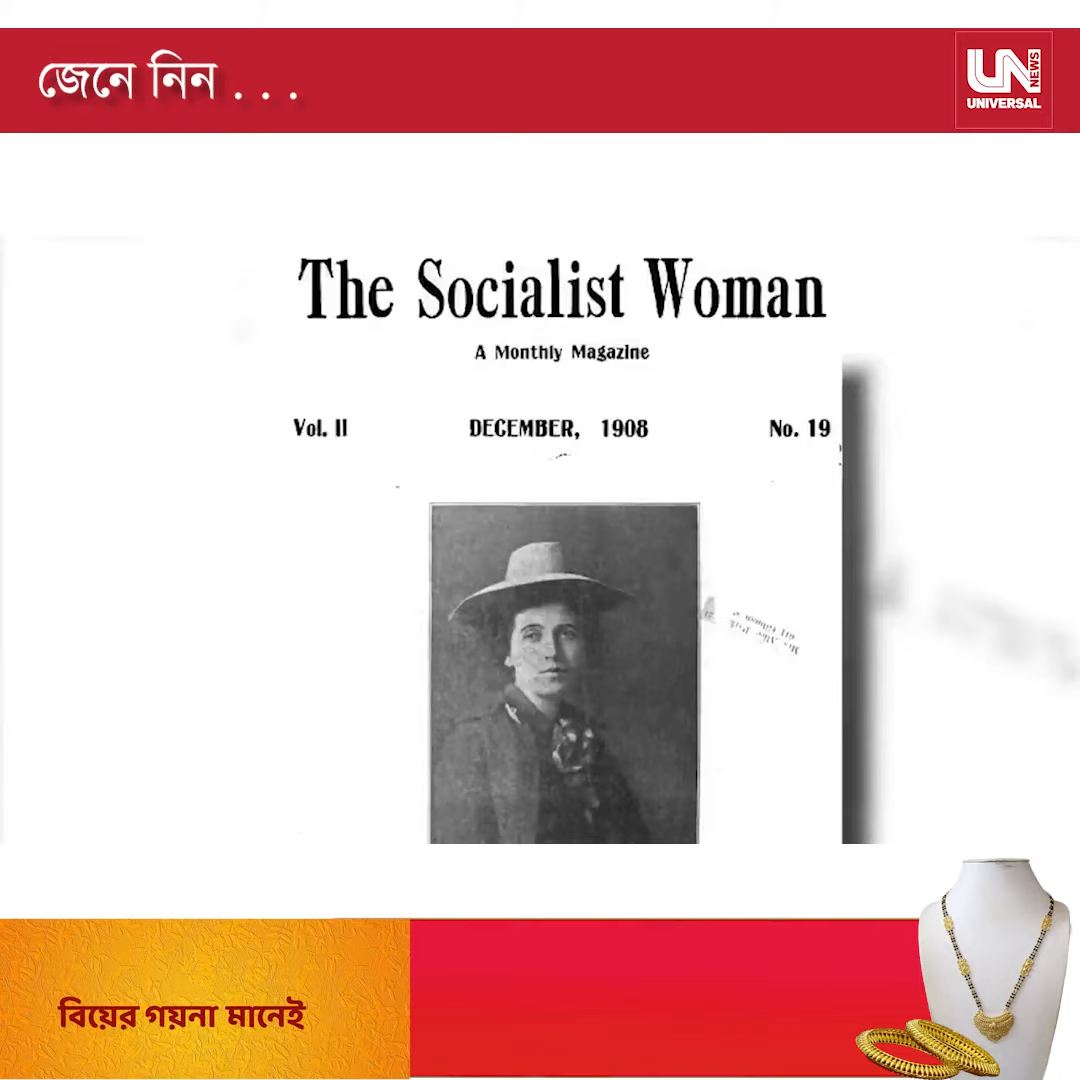 জেনে নিন . . .
UN NEWS
UNIVERSAL
The Socialist Woman
A Monthly Magazine
Vol. II DECEMBER, 1908 No. 19
বিয়ের গয়না মানেই